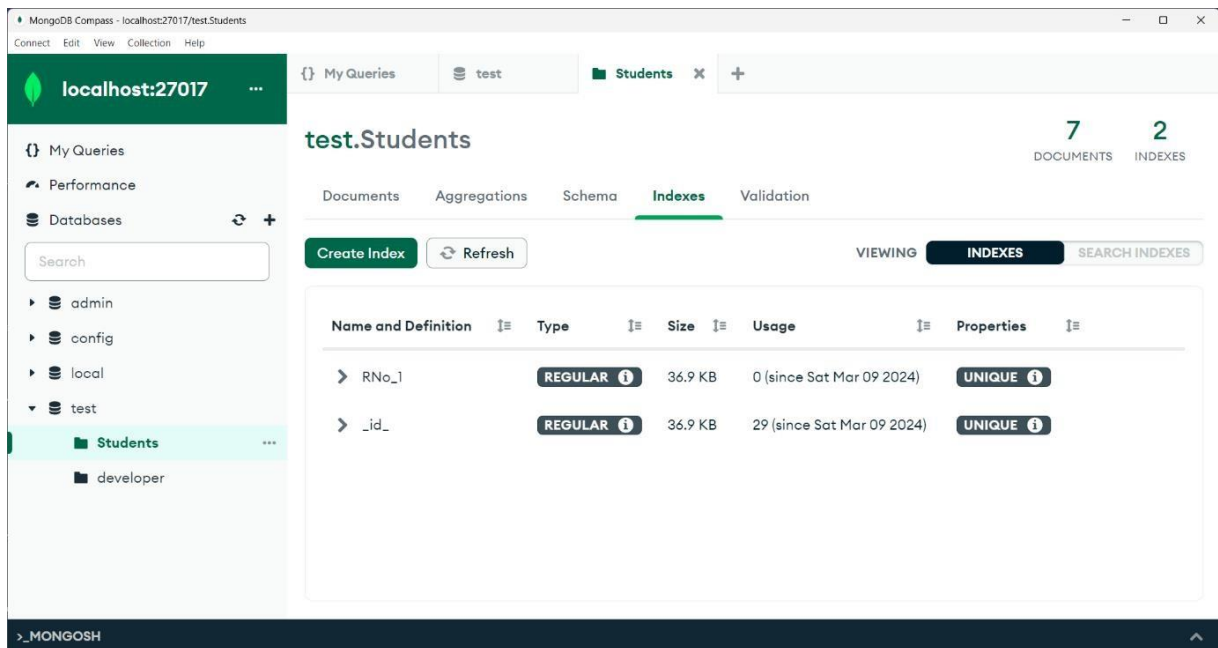 MongoDB Compass - localhost:27017/test.Students
Connect Edit View Collection Help
localhost:27017 ...
{} My Queries
Performance
Databases
Search
admin
config
local
test
Students ...
developer
{} My Queries test Students
test.Students
7 2
DOCUMENTS INDEXES
Documents Aggregations Schema Indexes Validation
Create Index Refresh VIEWING INDEXES SEARCH INDEXES
Name and Definition Type Size Usage Properties
RNo_1 REGULAR 36.9 KB 0 (since Sat Mar 09 2024) UNIQUE
_id_ REGULAR 36.9 KB 29 (since Sat Mar 09 2024) UNIQUE
>_MONGOSH